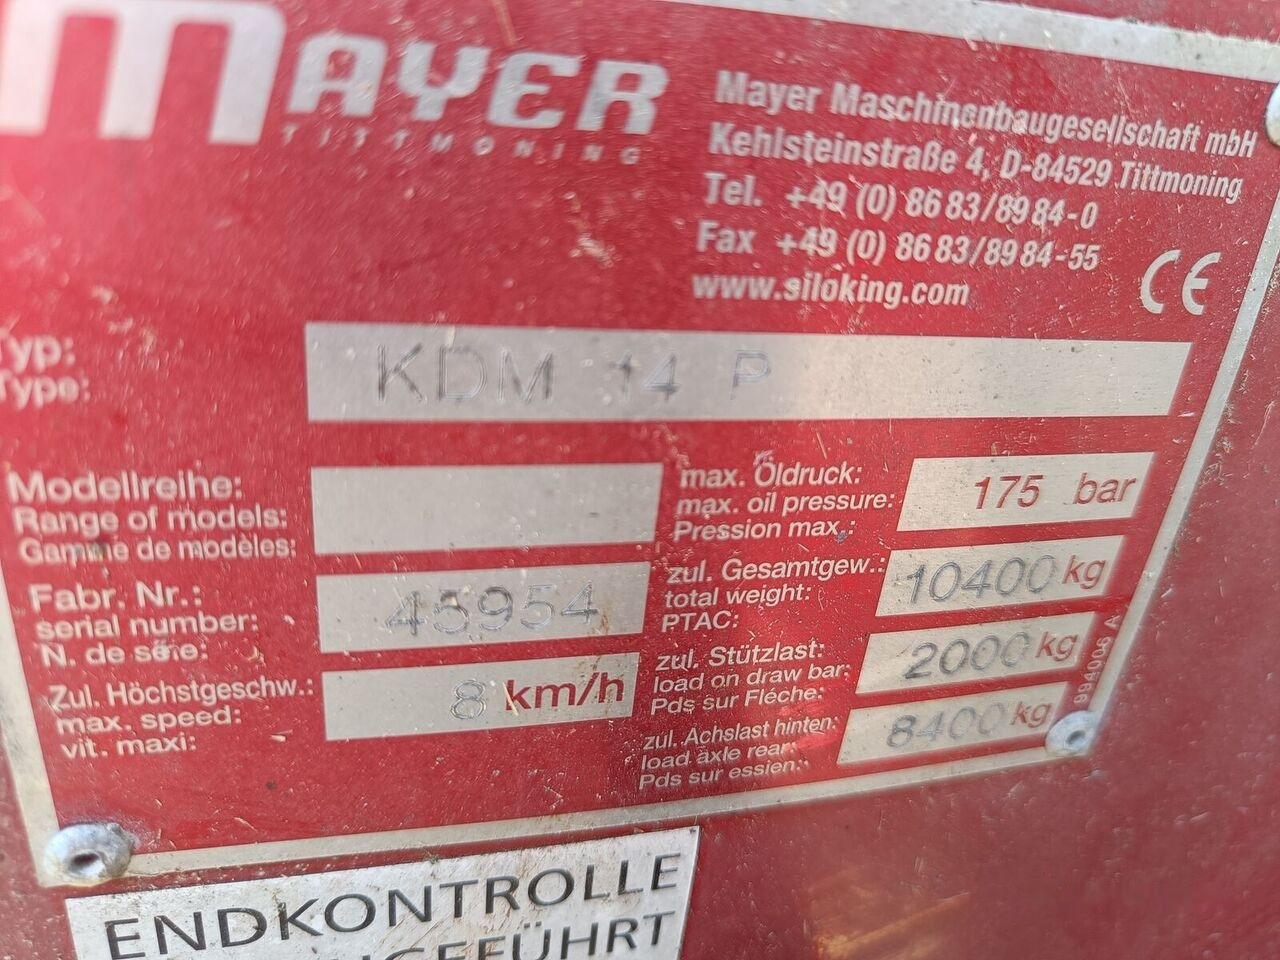 MAYER
TITTMONING
Mayer Maschinenbaugesellschaft mbH
Kehlsteinstraße 4, D-84529 Tittmoning
Tel. +49 (0) 86 83/89 84-0
Fax +49 (0) 86 83/89 84-55
www.siloking.com
CE
Typ:
Type:
KDM 14 P
Modellreihe:
Range of models:
Gamme de modèles:
Fabr. Nr.:
serial number:
N. de série:
45954
Zul. Höchstgeschw.:
max. speed:
vit. maxi:
8 km/h
max. Öldruck:
max. oil pressure:
Pression max.:
175 bar
zul. Gesamtgew.:
total weight:
PTAC:
10400 kg
zul. Stützlast:
load on draw bar:
Pds sur Fléche:
2000 kg
zul. Achslast hinten:
load axle rear:
Pds sur essien:
8400 kg
994006 A
ENDKONTROLLE